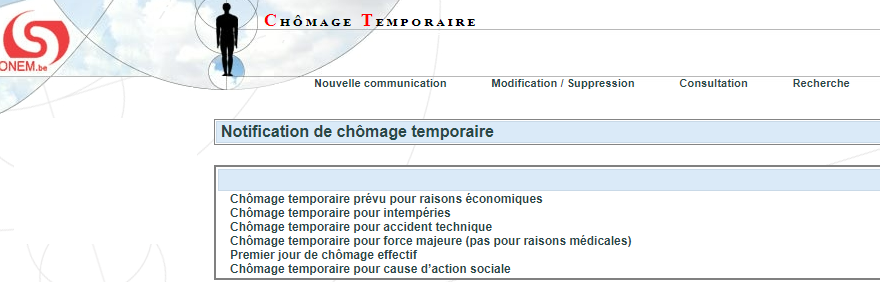 CHÔMAGE TEMPORAIRE
ONEM.be
Nouvelle communication Modification / Suppression Consultation Recherche
Notification de chômage temporaire
Chômage temporaire prévu pour raisons économiques
Chômage temporaire pour intempéries
Chômage temporaire pour accident technique
Chômage temporaire pour force majeure (pas pour raisons médicales)
Premier jour de chômage effectif
Chômage temporaire pour cause d’action sociale